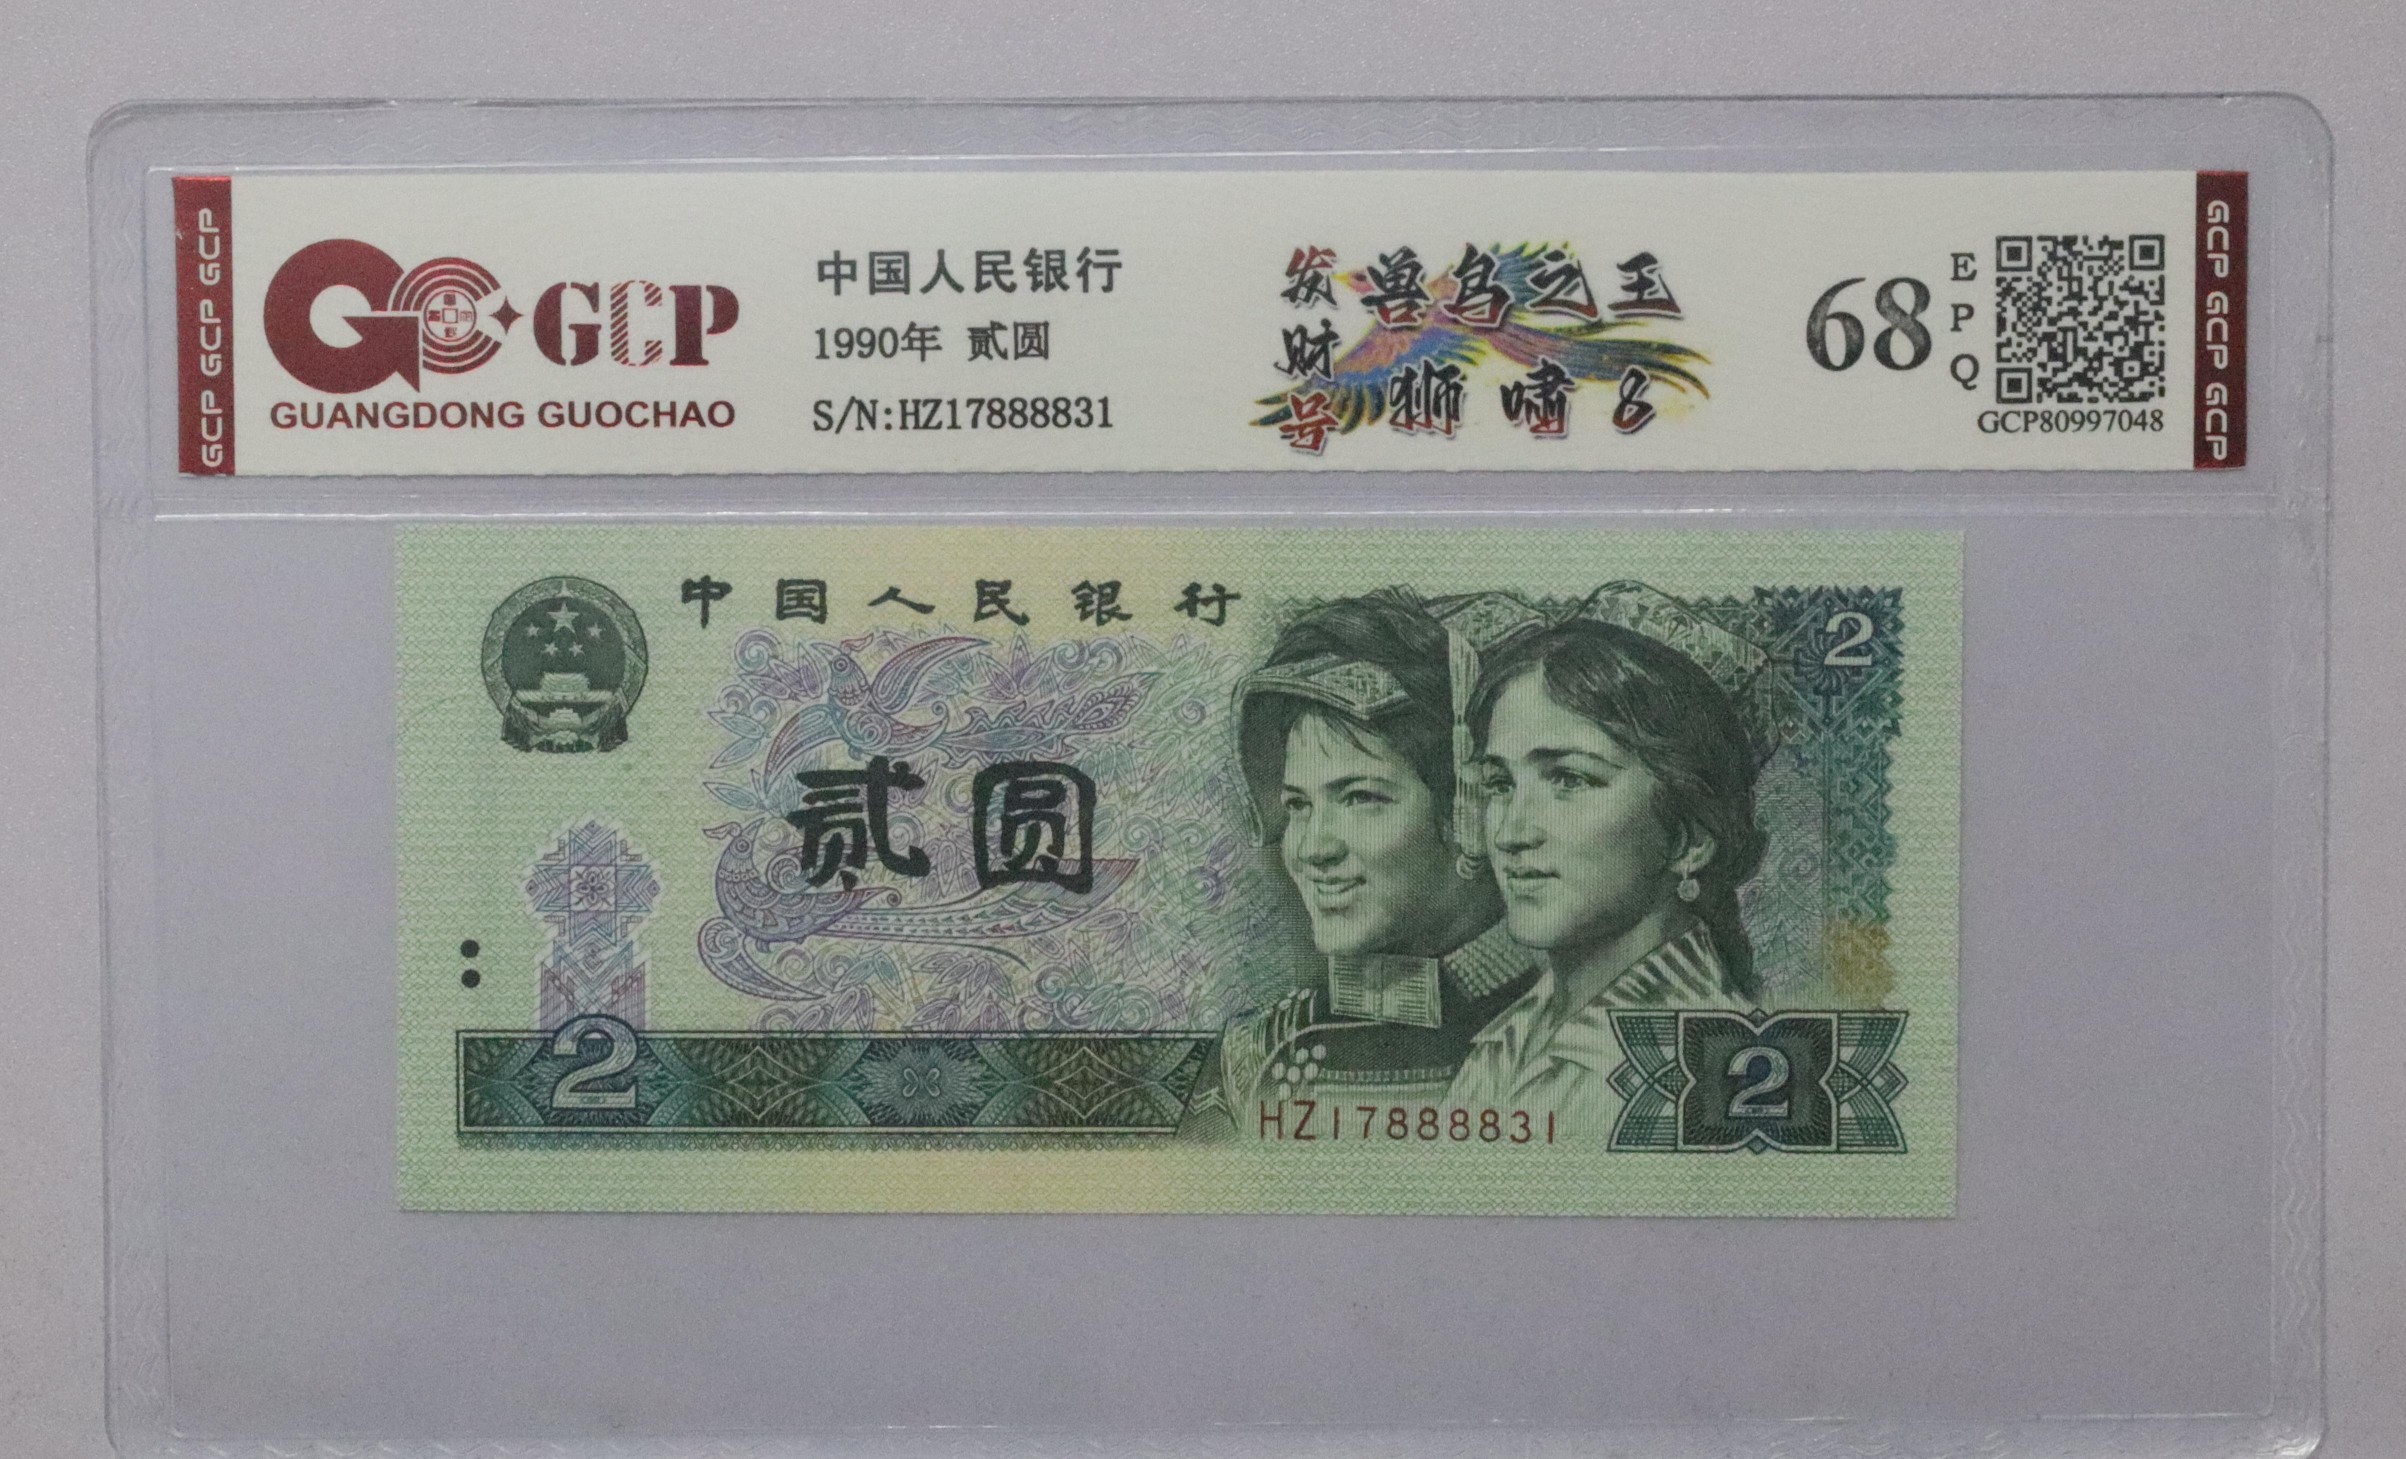 GCP GCP GCP
GCP
GUANGDONG GUOCHAO
中国人民银行
1990年 贰圆
S/N:HZ17888831
发财号
兽鸟之王
狮啸8
68
EPQ
GCP80997048
GCP GCP GCP
中国人民银行
2
贰圆
2
HZ17888831
2